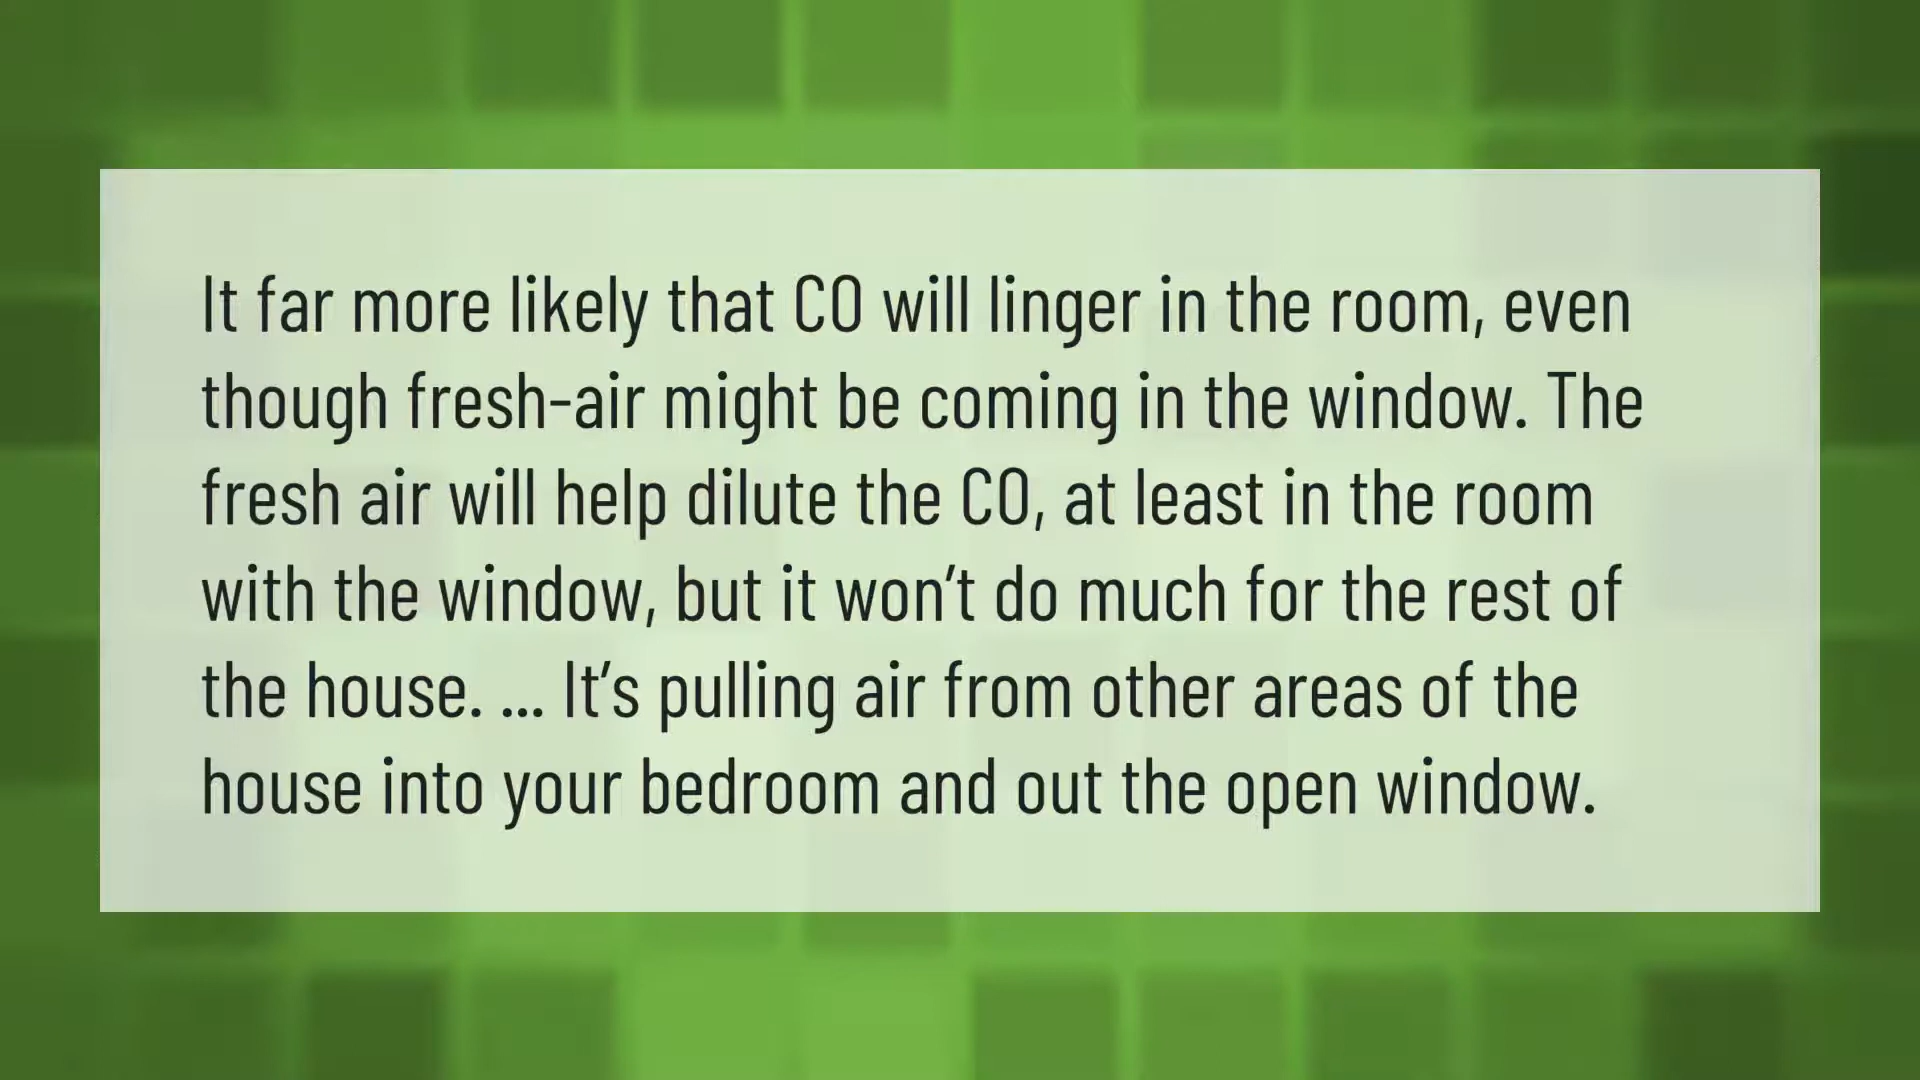 It far more likely that CO will linger in the room, even
though fresh-air might be coming in the window. The
fresh air will help dilute the CO, at least in the room
with the window, but it won’t do much for the rest of
the house. ... It’s pulling air from other areas of the
house into your bedroom and out the open window.